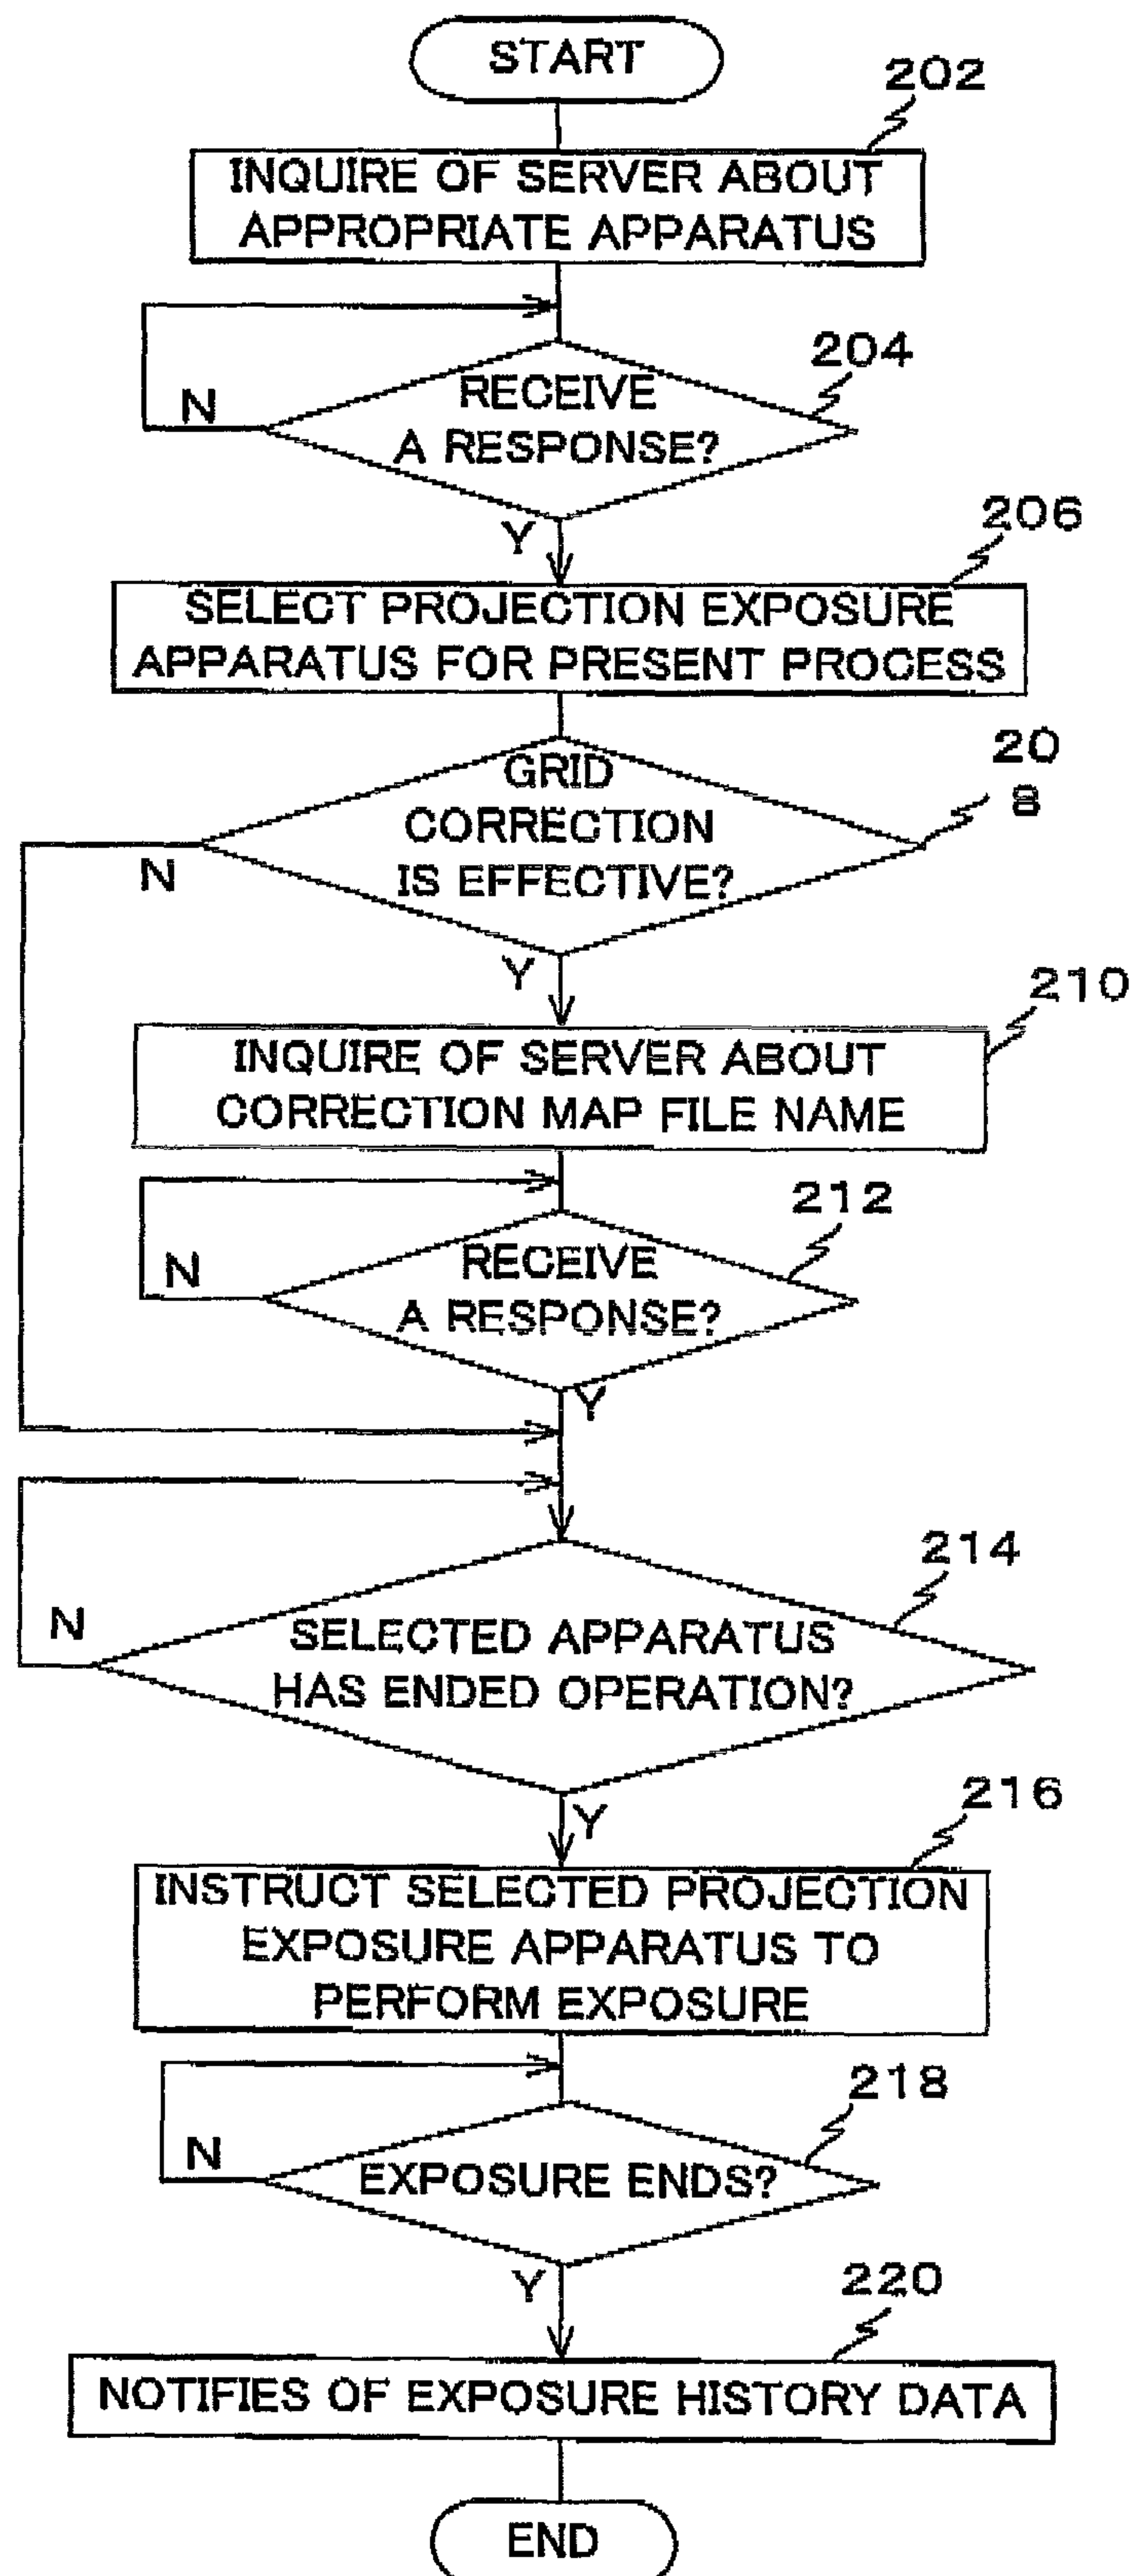 START
202
INQUIRE OF SERVER ABOUT
APPROPRIATE APPARATUS
204
RECEIVE
A RESPONSE?
N
Y
206
SELECT PROJECTION EXPOSURE
APPARATUS FOR PRESENT PROCESS
20
8
GRID
CORRECTION
IS EFFECTIVE?
N
Y
210
INQUIRE OF SERVER ABOUT
CORRECTION MAP FILE NAME
212
RECEIVE
A RESPONSE?
N
Y
214
SELECTED APPARATUS
HAS ENDED OPERATION?
N
Y
216
INSTRUCT SELECTED PROJECTION
EXPOSURE APPARATUS TO
PERFORM EXPOSURE
218
EXPOSURE ENDS?
N
Y
220
NOTIFIES OF EXPOSURE HISTORY DATA
END